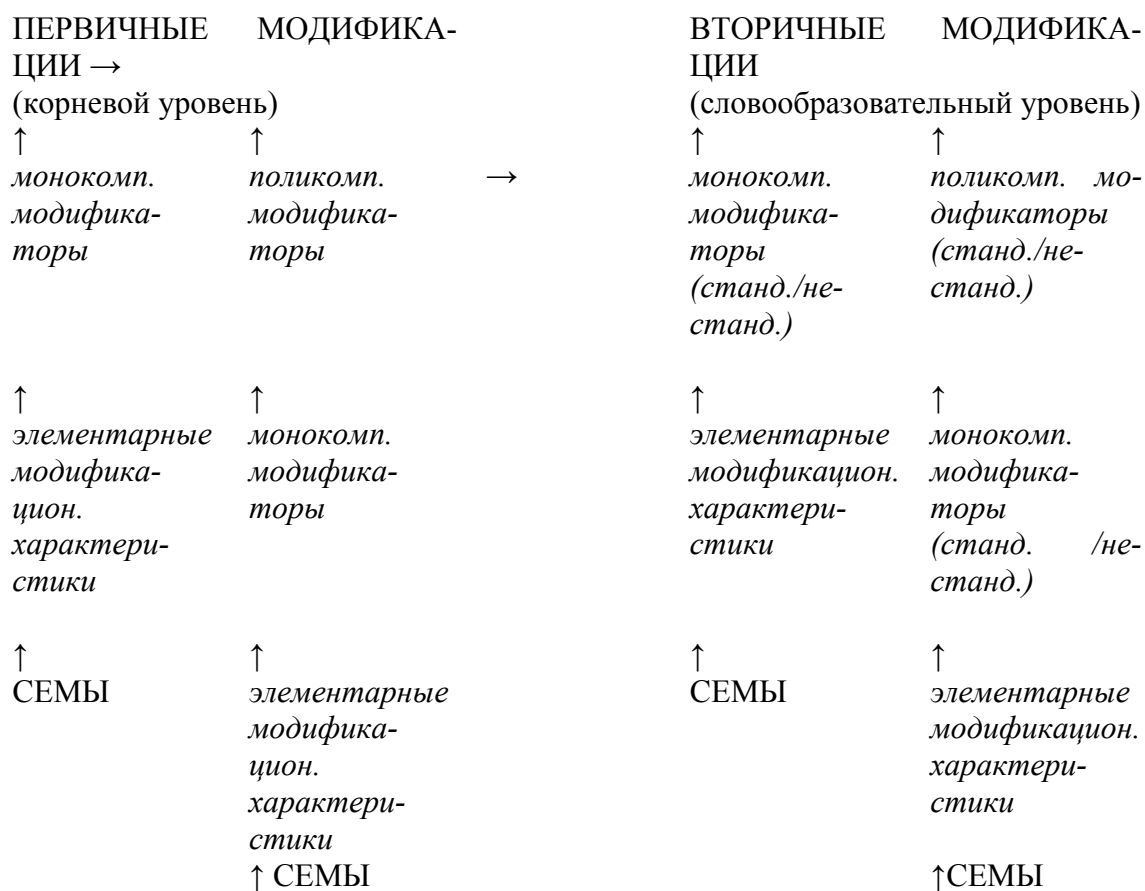 ПЕРВИЧНЫЕ МОДИФИКА- ВТОРИЧНЫЕ МОДИФИКА-
ЦИИ → ЦИИ
(корневой уровень) (словообразовательный уровень)
↑ ↑ ↑ ↑
монокомп. поликомп. → монокомп. поликомп. мо-
модифика- модифика- модифика- дификаторы
торы торы торы (станд./не-
(станд./не- станд.)
станд.)
↑ ↑ ↑ ↑
элементарные монокомп. элементарные монокомп.
модифика- модифика- модификацион. модифика-
цион. торы характери- торы
характери- стики (станд. /не-
стики станд.)
↑ ↑ ↑ ↑
СЕМЫ элементарные СЕМЫ элементарные
модифика- модификацион.
цион. характери-
характери- стики
стики
↑ СЕМЫ ↑СЕМЫ